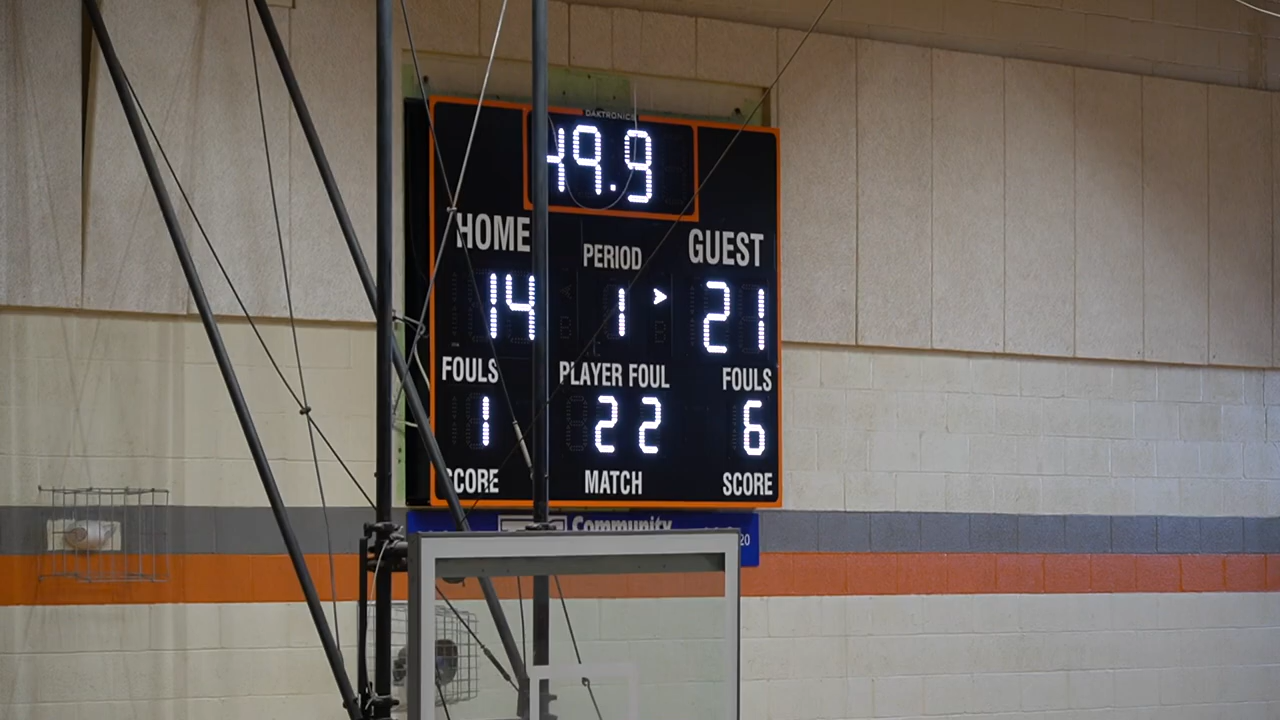 DAKTRONICS
49.9
HOME PERIOD GUEST
14 1 21
FOULS PLAYER FOUL FOULS
1 22 6
SCORE MATCH SCORE
Community
20